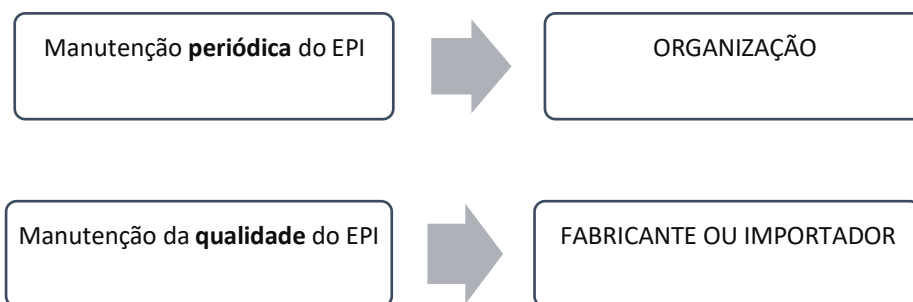 Manutenção periódica do EPI
ORGANIZAÇÃO
Manutenção da qualidade do EPI
FABRICANTE OU IMPORTADOR